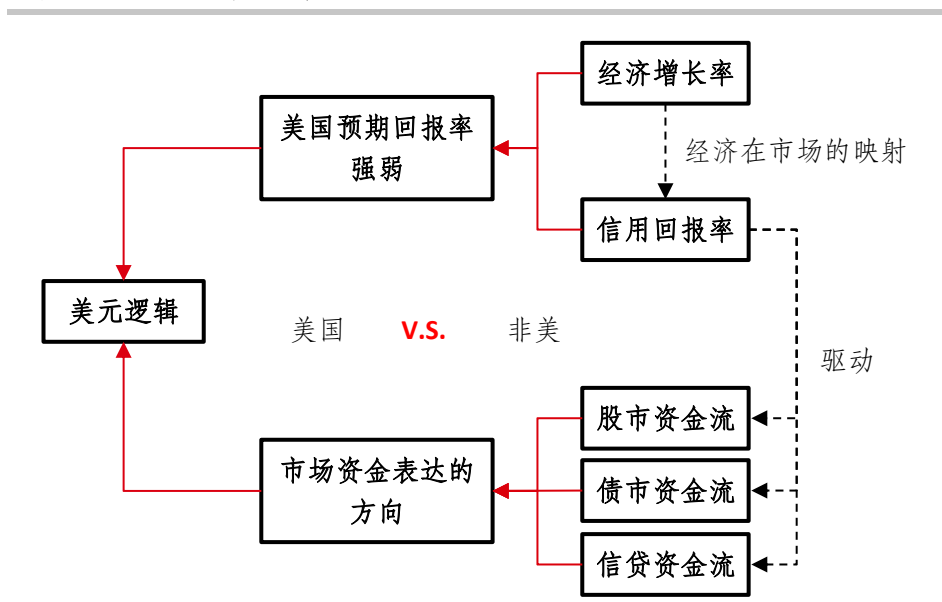 经济增长率
美国预期回报率
强弱
经济在市场的映射
信用回报率
美元逻辑
美国 V.S. 非美
驱动
股市资金流
市场资金表达的
方向
债市资金流
信贷资金流